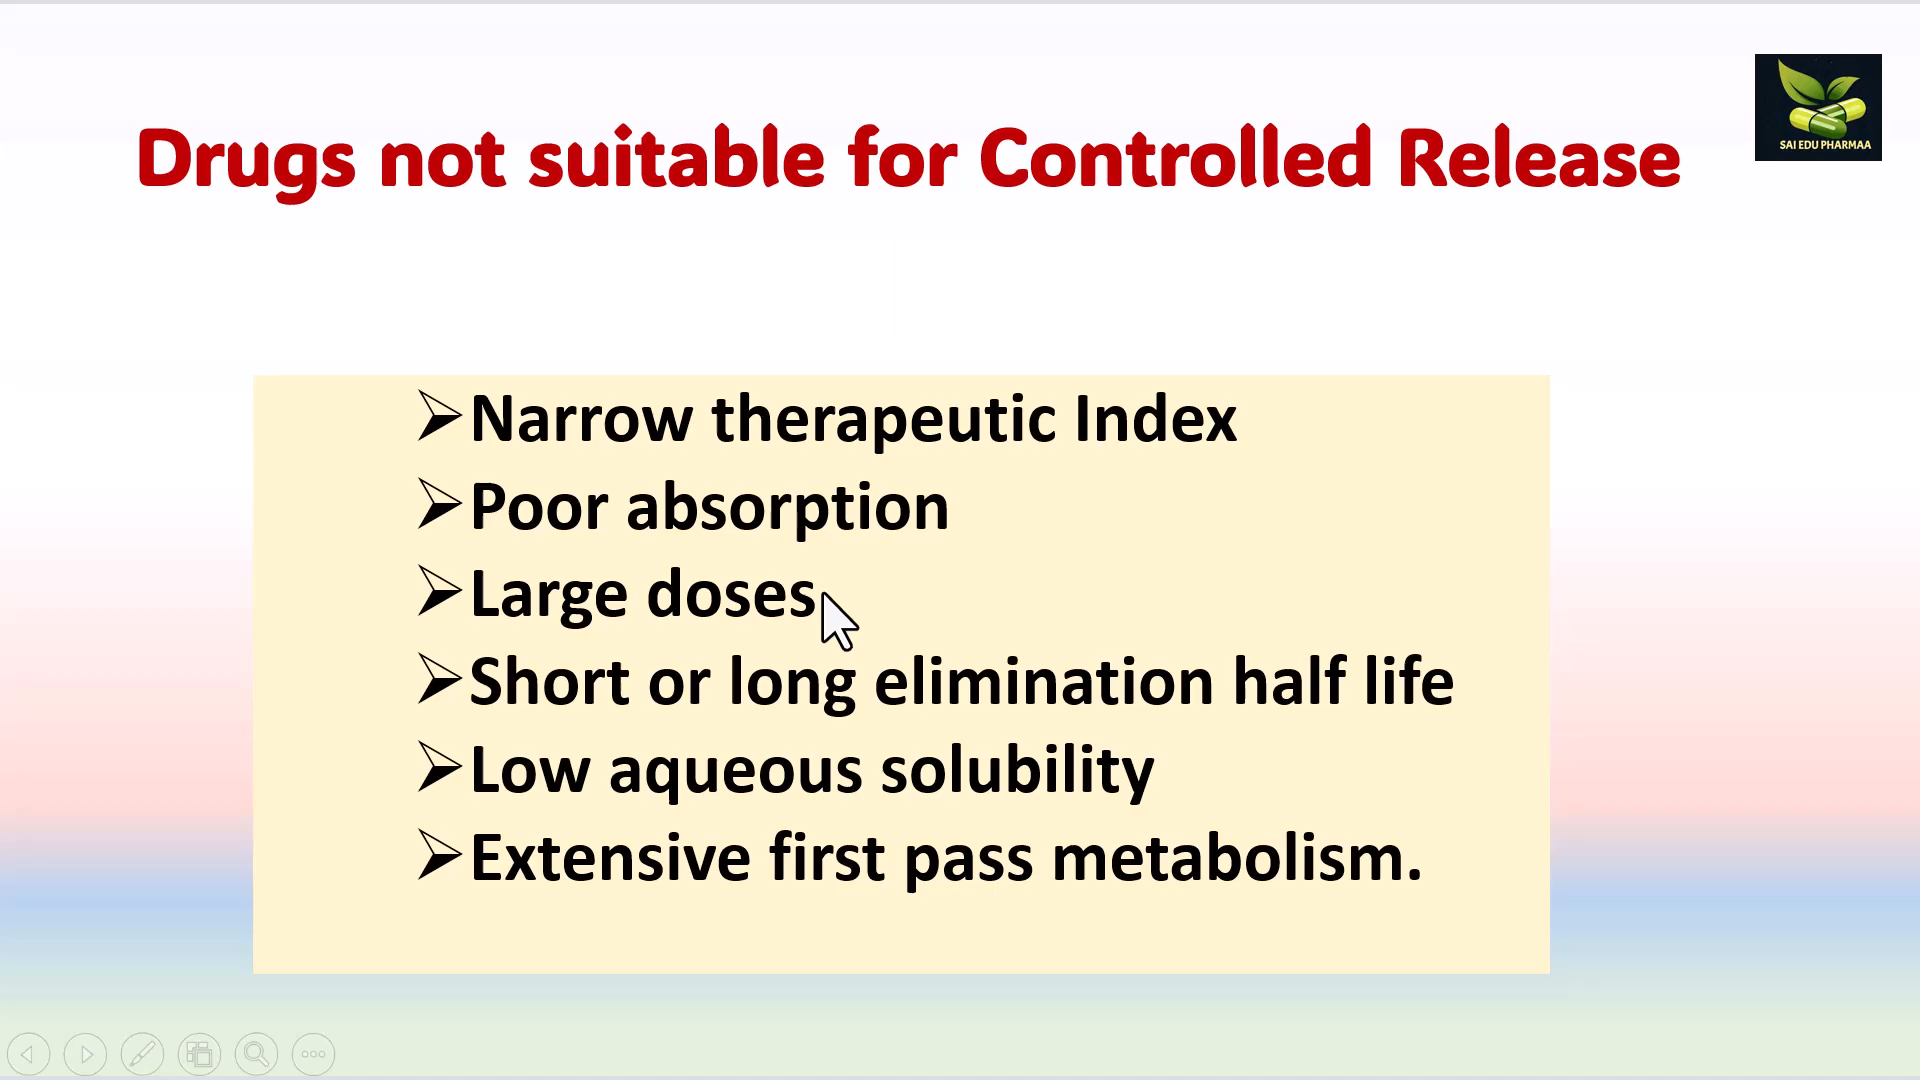 SAI EDU PHARMAA
Drugs not suitable for Controlled Release
➢Narrow therapeutic Index
➢Poor absorption
➢Large doses
➢Short or long elimination half life
➢Low aqueous solubility
➢Extensive first pass metabolism.